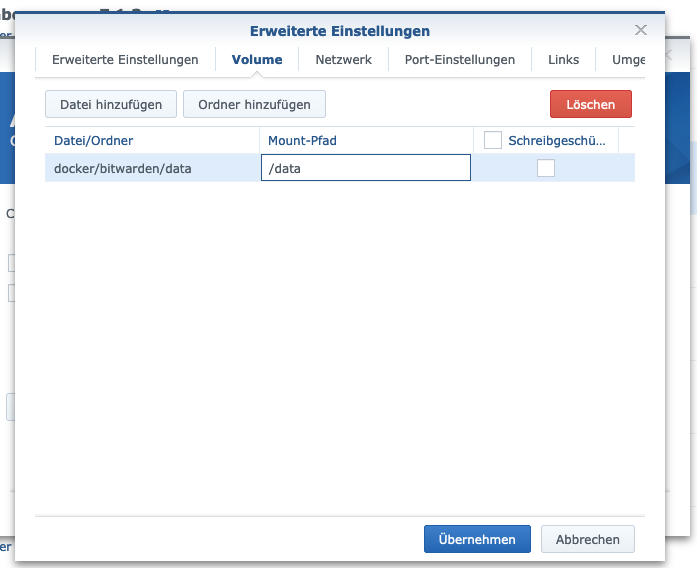 Erweiterte Einstellungen
Erweiterte Einstellungen Volume Netzwerk Port-Einstellungen Links Umge
Datei hinzufügen Ordner hinzufügen Löschen
Datei/Ordner Mount-Pfad Schreibgeschü...
docker/bitwarden/data /data
Übernehmen Abbrechen